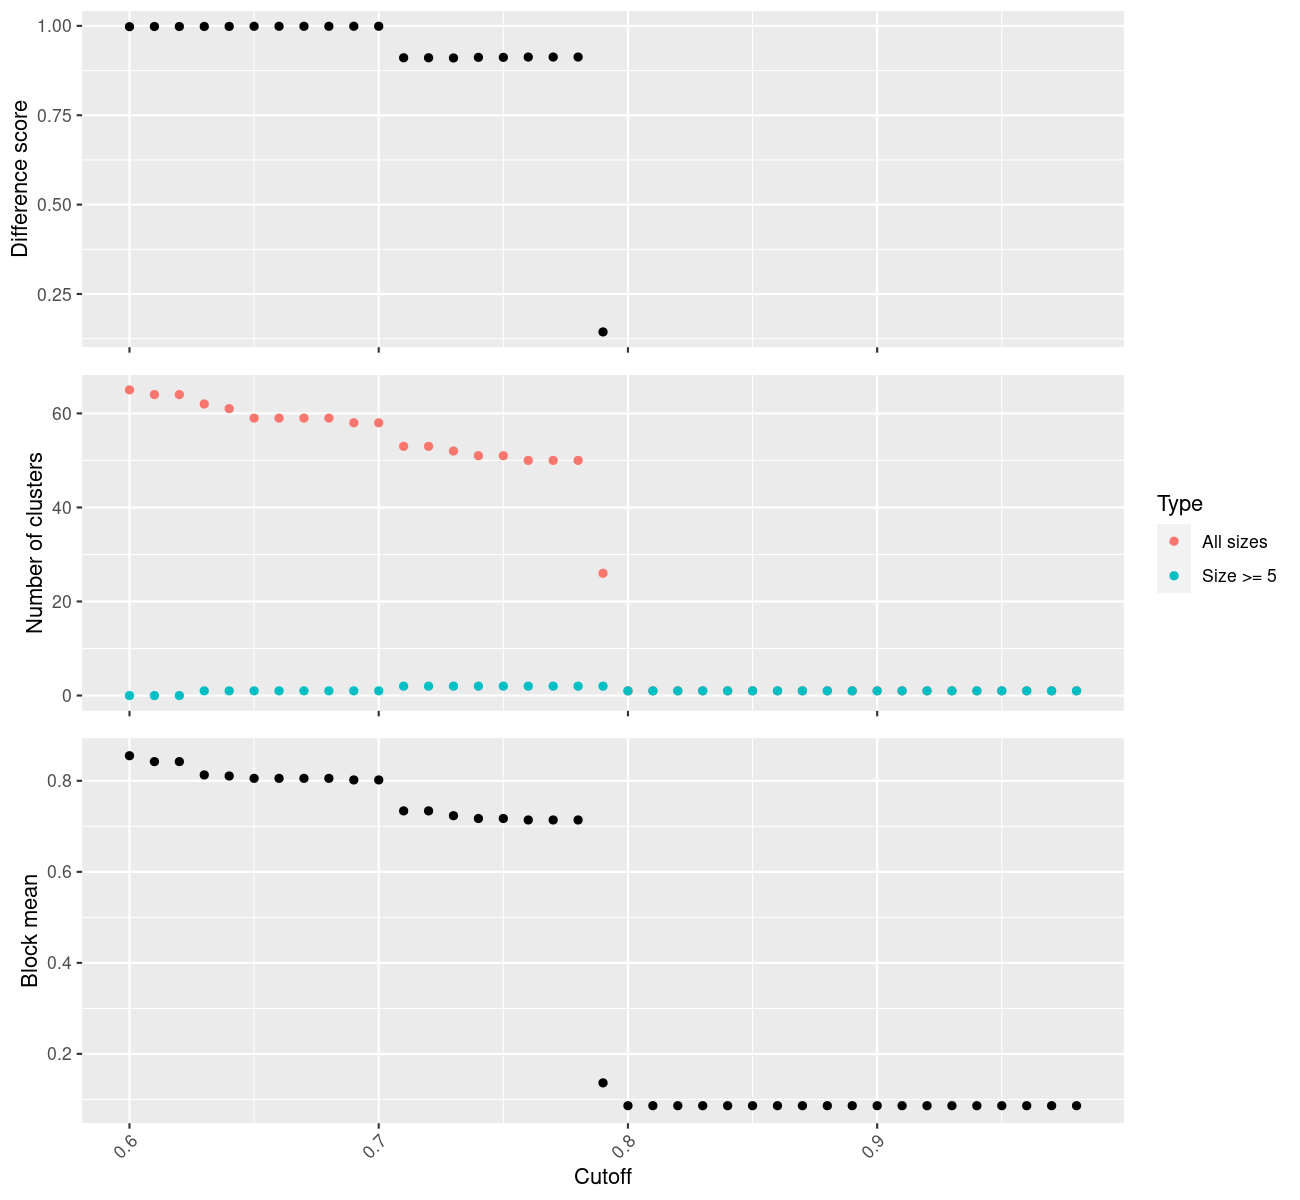 1.00
0.75
0.50
0.25
Difference score
60
40
20
0
Number of clusters
Type
All sizes
Size >= 5
0.8
0.6
0.4
0.2
Block mean
0.6 0.7 0.8 0.9
Cutoff